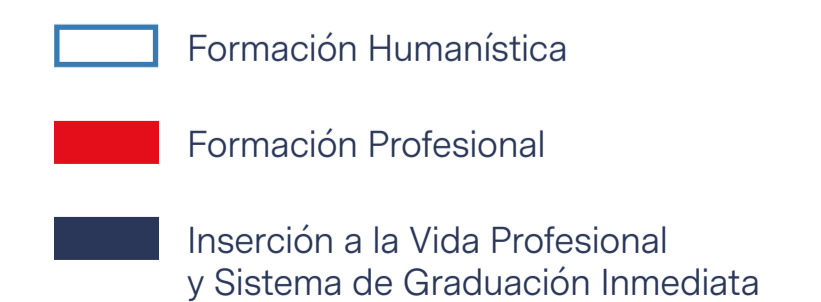 Formación Humanística
Formación Profesional
Inserción a la Vida Profesional
y Sistema de Graduación Inmediata